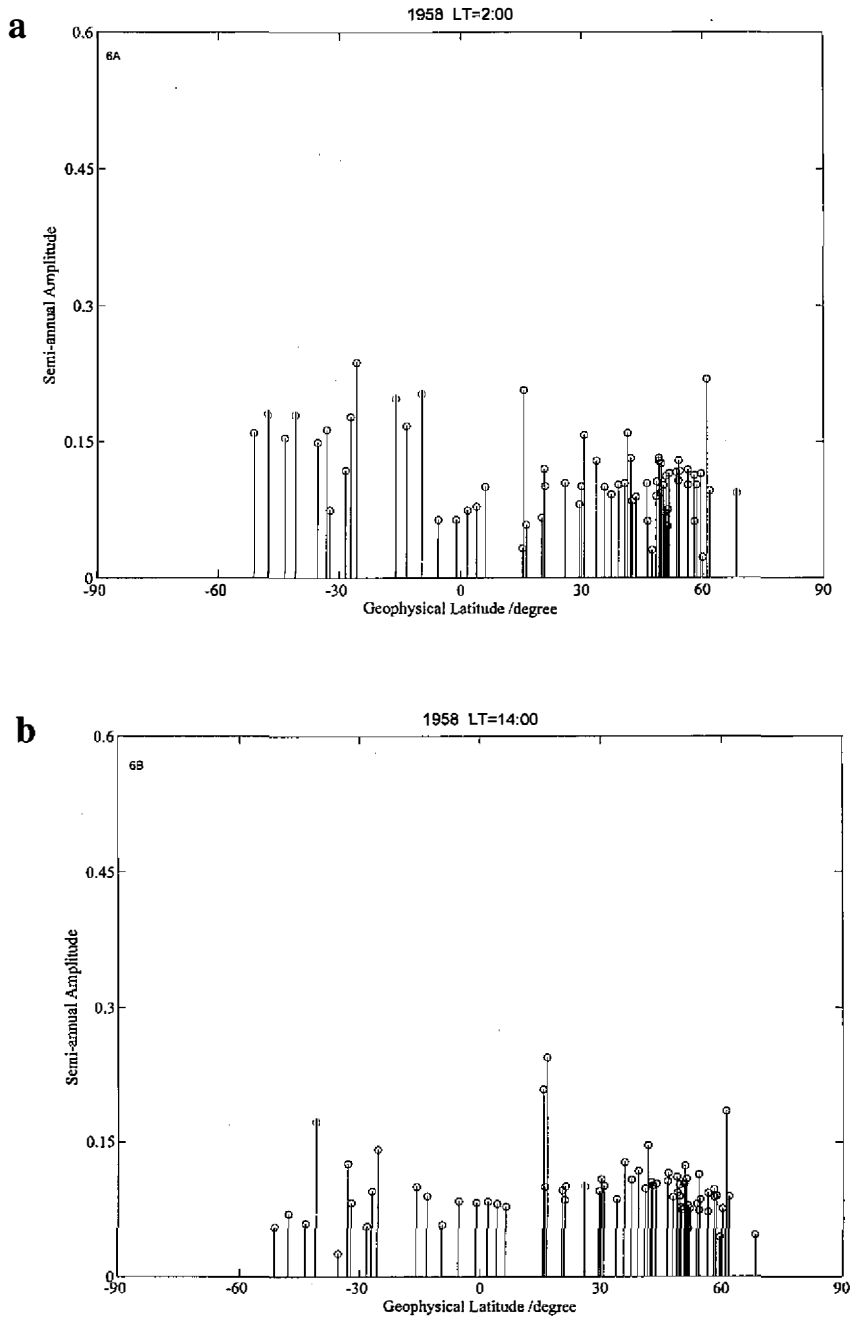 a
1958 LT=2:00
0.6
6A
0.45
Semi-annual Amplitude
0.3
0.15
0
-90 -60 -30 0 30 60 90
Geophysical Latitude /degree
b
1958 LT=14:00
0.6
6B
0.45
Semi-annual Amplitude
0.3
0.15
0
-90 -60 -30 0 30 60 90
Geophysical Latitude /degree